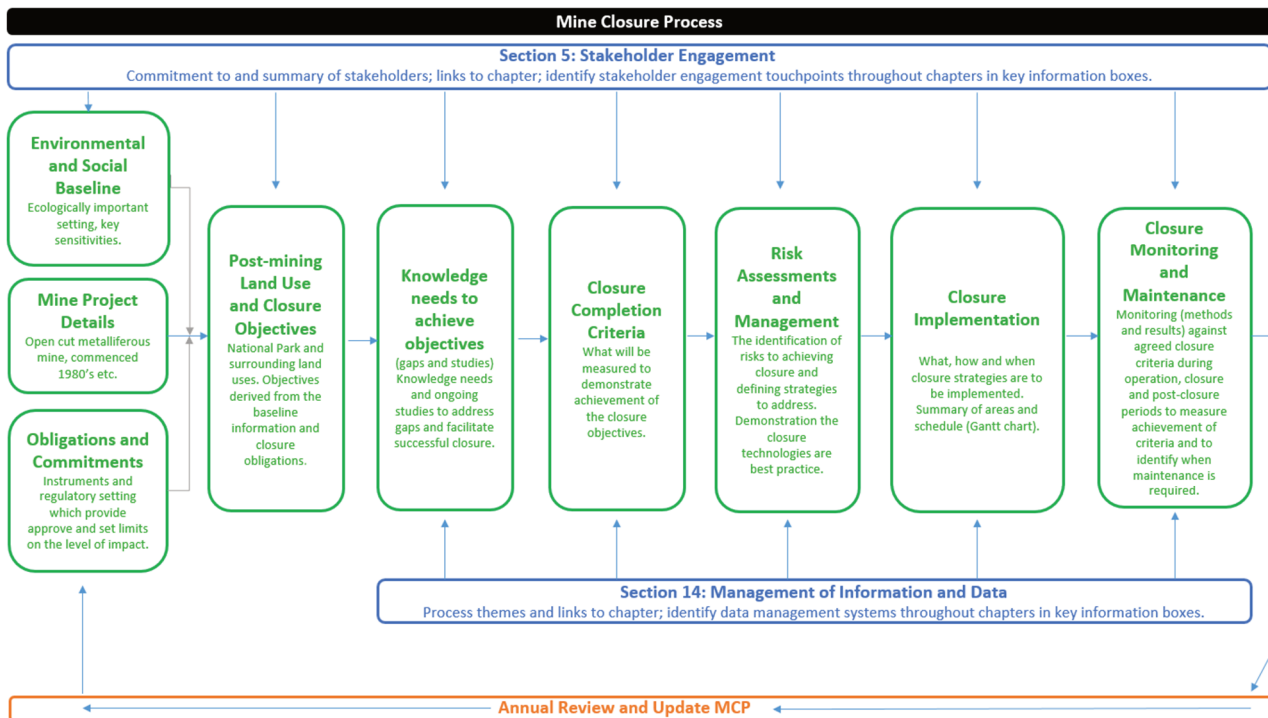 Mine Closure Process
Section 5: Stakeholder Engagement
Commitment to and summary of stakeholders; links to chapter; identify stakeholder engagement touchpoints throughout chapters in key information boxes.
Environmental
and Social
Baseline
Ecologically important
setting, key
sensitivities.
Mine Project
Details
Open cut metalliferous
mine, commenced
1980's etc.
Obligations and
Commitments
Instruments and
regulatory setting
which provide
approve and set limits
on the level of impact.
Post-mining
Land Use
and Closure
Objectives
National Park and
surrounding land
uses. Objectives
derived from the
baseline
information and
closure
obligations.
Knowledge
needs to
achieve
objectives
(gaps and studies)
Knowledge needs
and ongoing
studies to address
gaps and facilitate
successful closure.
Closure
Completion
Criteria
What will be
measured to
demonstrate
achievement of
the closure
objectives.
Risk
Assessments
and
Management
The identification of
risks to achieving
closure and
defining strategies
to address.
Demonstration the
closure
technologies are
best practice.
Closure
Implementation
What, how and when
closure strategies are to
be implemented.
Summary of areas and
schedule (Gantt chart).
Closure
Monitoring
and
Maintenance
Monitoring (methods
and results) against
agreed closure
criteria during
operation, closure
and post-closure
periods to measure
achievement of
criteria and to
identify when
maintenance is
required.
Section 14: Management of Information and Data
Process themes and links to chapter; identify data management systems throughout chapters in key information boxes.
Annual Review and Update MCP